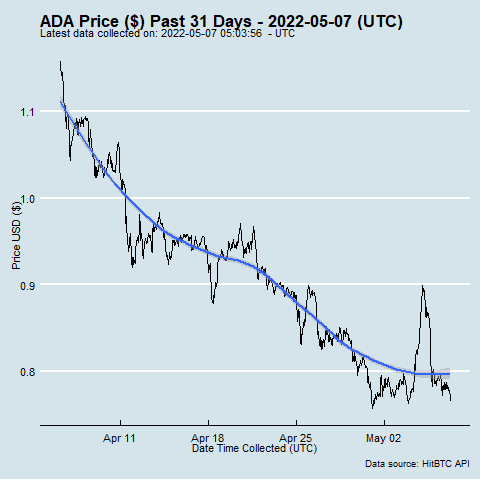 ADA Price ($) Past 31 Days - 2022-05-07 (UTC)
Latest data collected on: 2022-05-07 05:03:56 - UTC
1.1
1.0
0.9
0.8
Price USD ($)
Apr 11 Apr 18 Apr 25 May 02
Date Time Collected (UTC)
Data source: HitBTC API